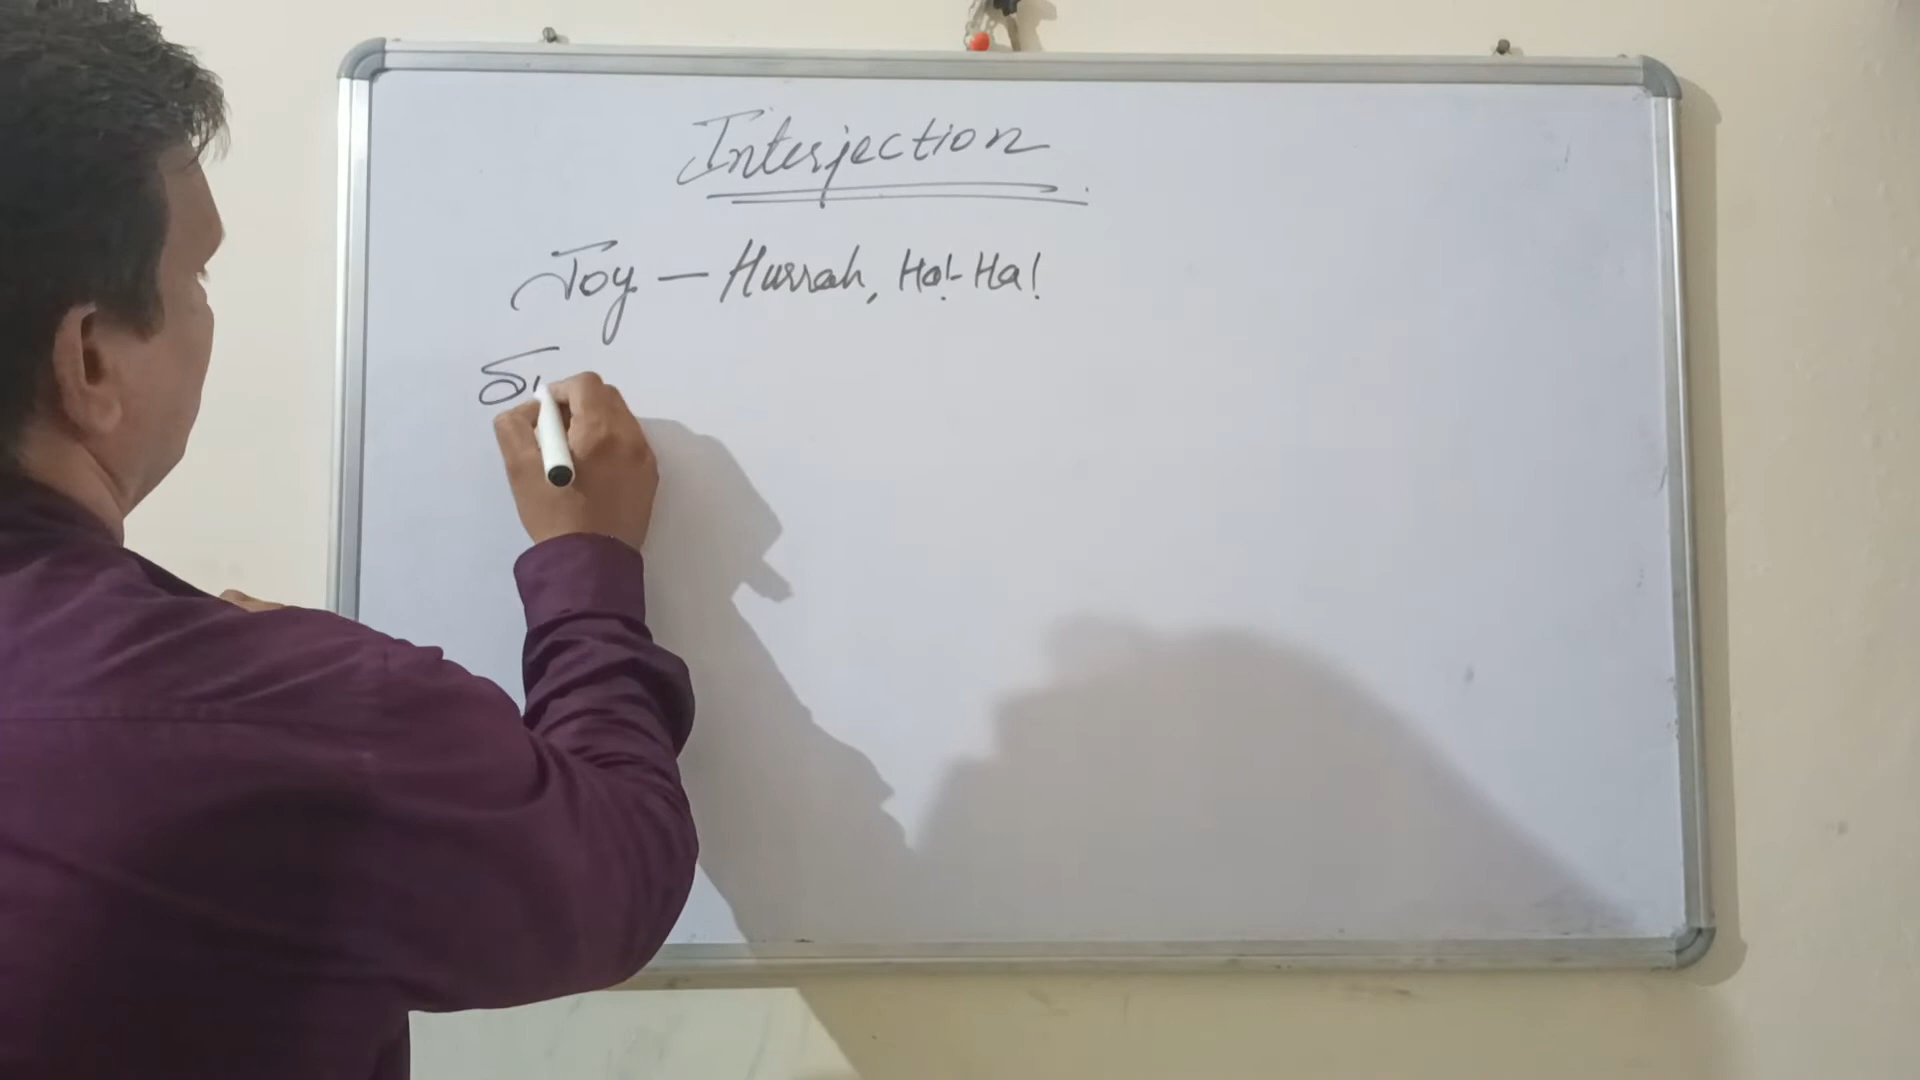 Interjection
Joy — Hurrah, Ha!-Ha!